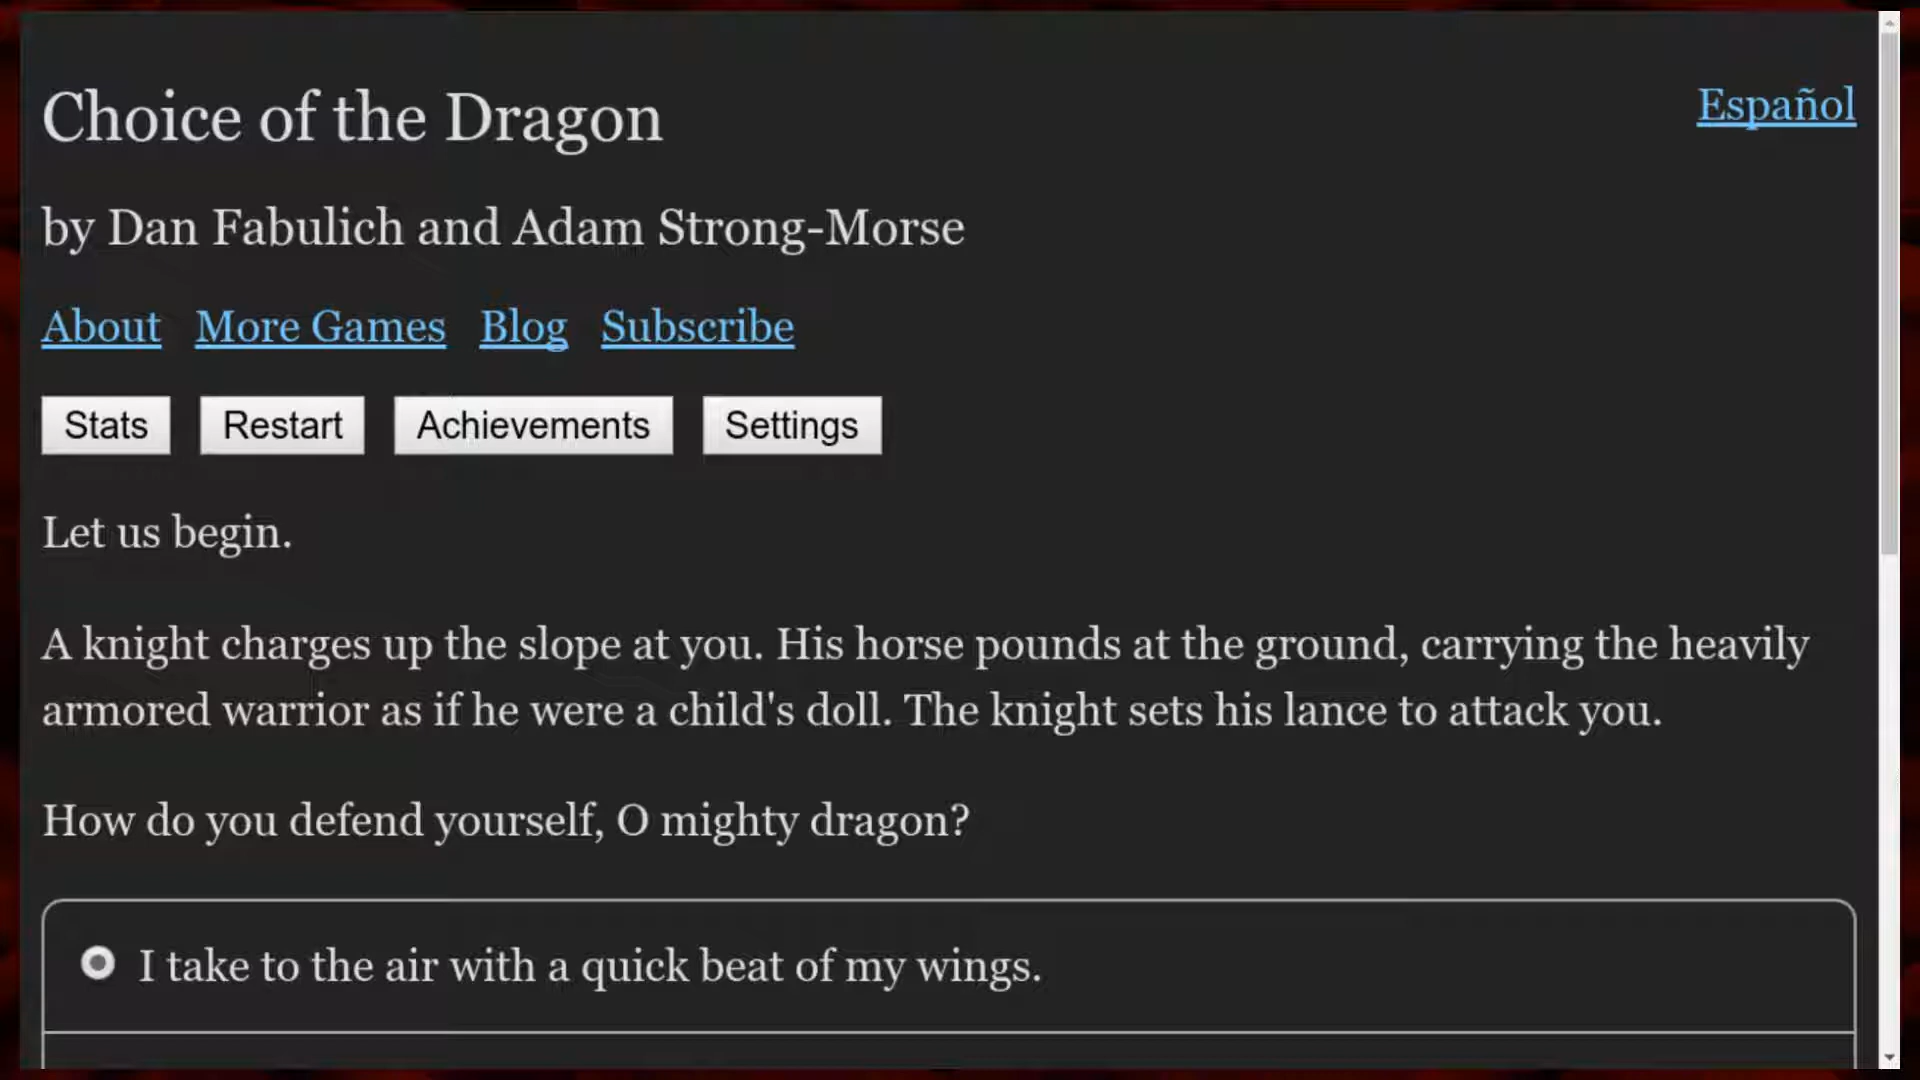 Choice of the Dragon
Español
by Dan Fabulich and Adam Strong-Morse
About More Games Blog Subscribe
Stats Restart Achievements Settings
Let us begin.
A knight charges up the slope at you. His horse pounds at the ground, carrying the heavily
armored warrior as if he were a child's doll. The knight sets his lance to attack you.
How do you defend yourself, O mighty dragon?
I take to the air with a quick beat of my wings.